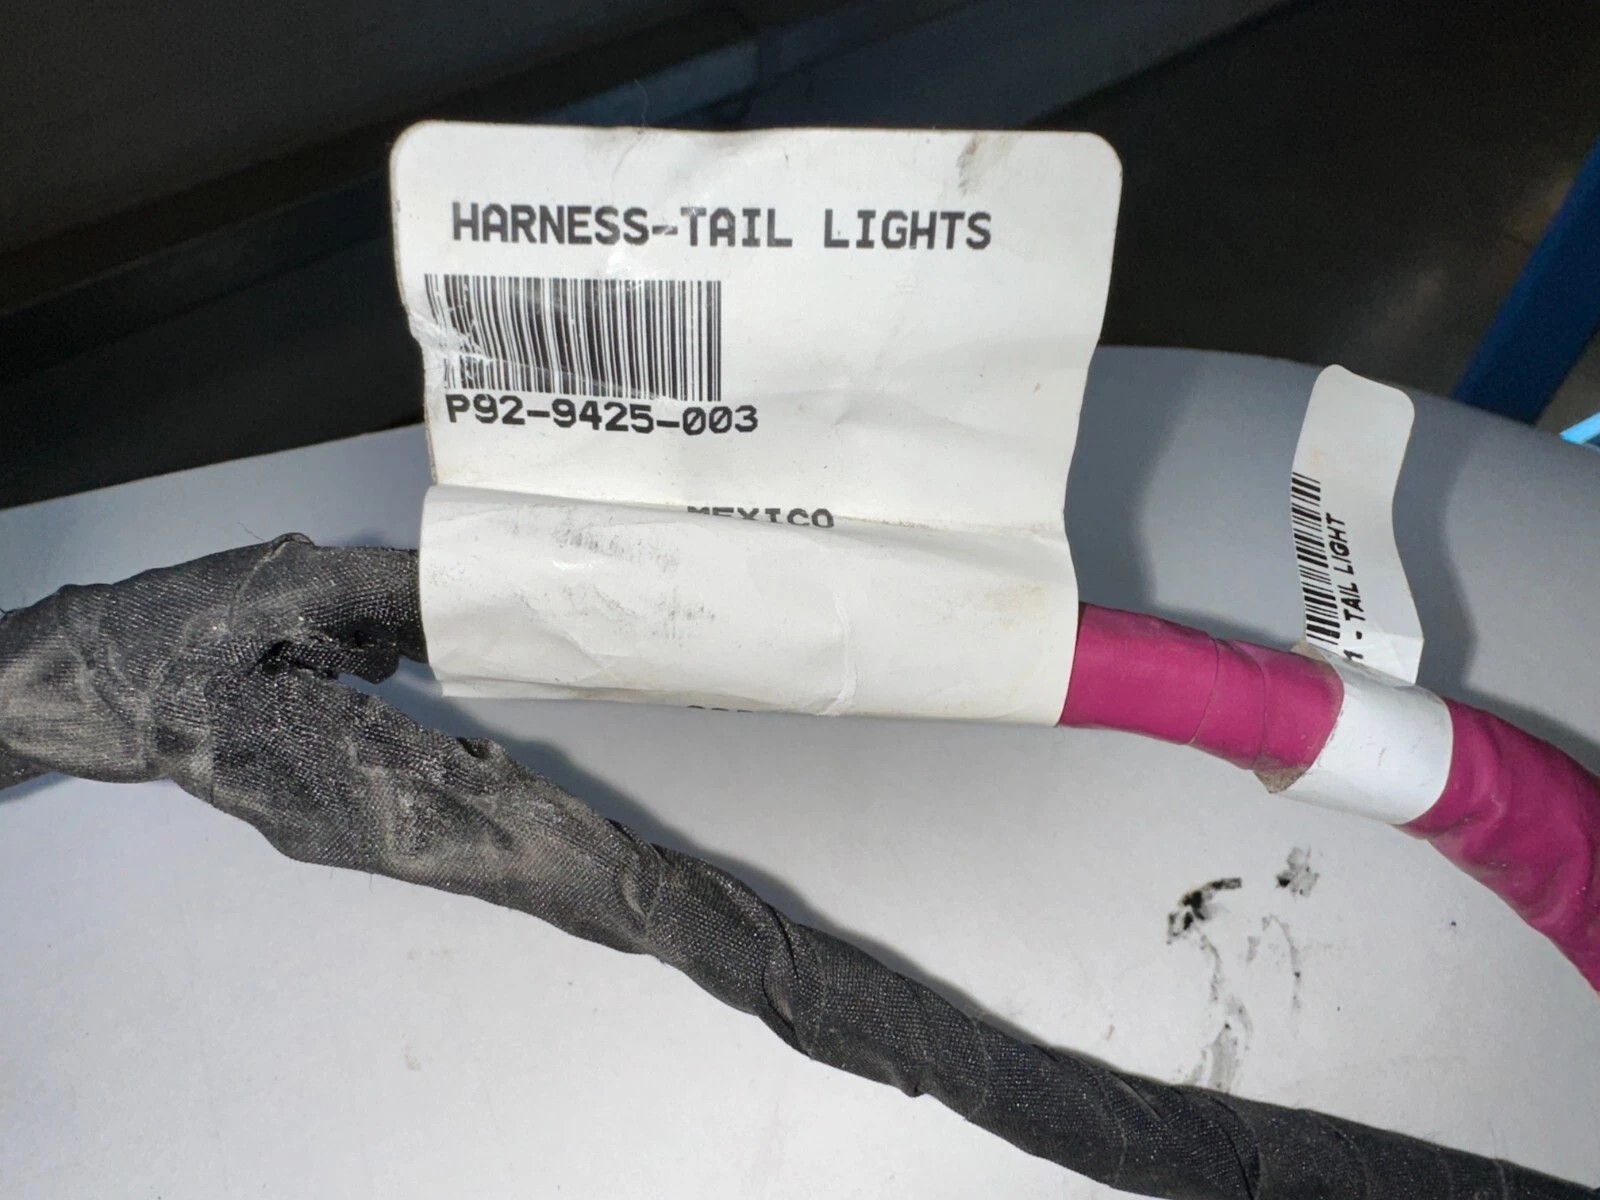 HARNESS-TAIL LIGHTS
P92-9425-003
MEXICO
- TAIL LIGHT